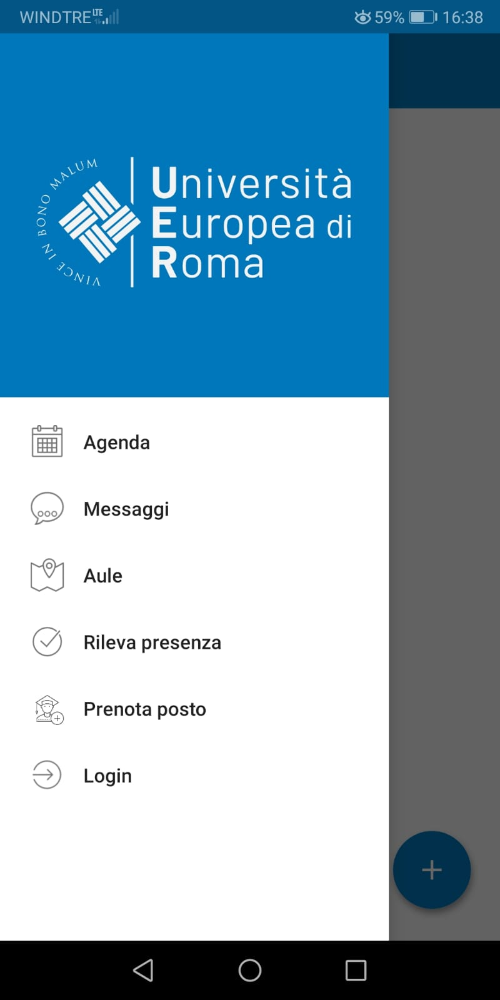 WINDTRE LTE 59% 16:38
VINCE IN BONO MALUM
Università
Europea di
Roma
Agenda
Messaggi
Aule
Rileva presenza
Prenota posto
Login
+